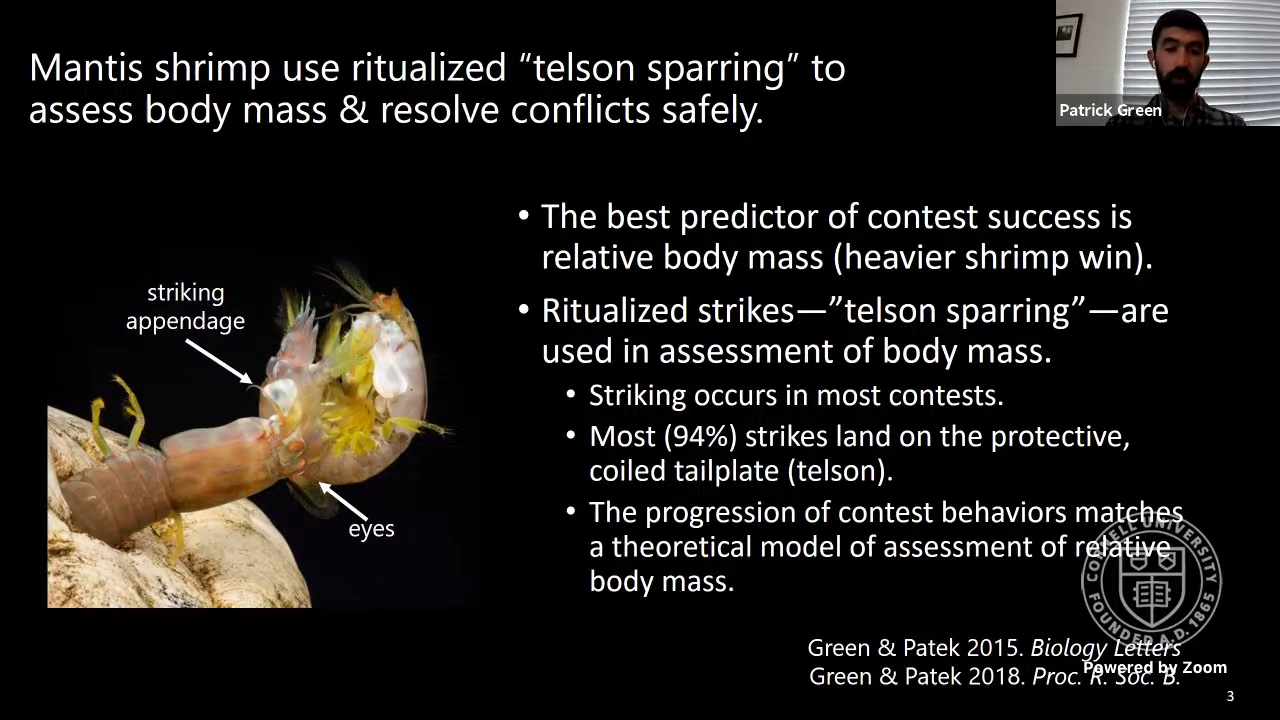 Mantis shrimp use ritualized “telson sparring” to
assess body mass & resolve conflicts safely.
Patrick Green
• The best predictor of contest success is
relative body mass (heavier shrimp win).
• Ritualized strikes—”telson sparring”—are
used in assessment of body mass.
• Striking occurs in most contests.
• Most (94%) strikes land on the protective,
coiled tailplate (telson).
• The progression of contest behaviors matches
a theoretical model of assessment of relative
body mass.
striking
appendage
eyes
CORNELL UNIVERSITY
FOUNDED A.D. 1865
Green & Patek 2015. Biology Letters
Green & Patek 2018. Proc. R. Soc. B.
Powered by Zoom
3